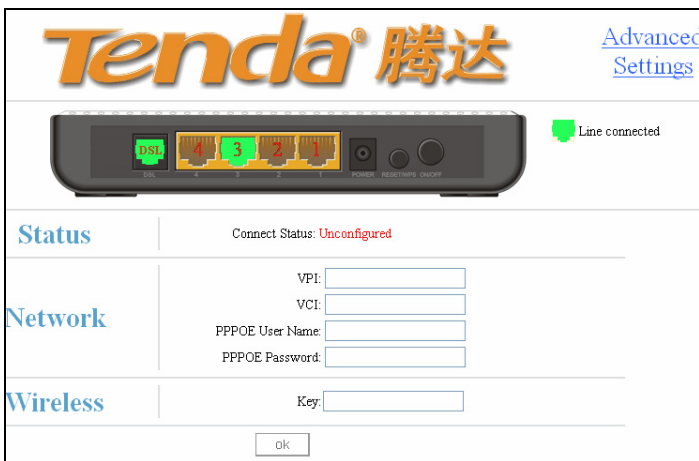 Tenda® 腾达
Advanced
Settings
DSL 4 3 2 1
DSL 4 3 2 1 POWER RESET/WPS ON/OFF
Line connected
Status
Connect Status: Unconfigured
Network
VPI:
VCI:
PPPOE User Name:
PPPOE Password:
Wireless
Key:
ok